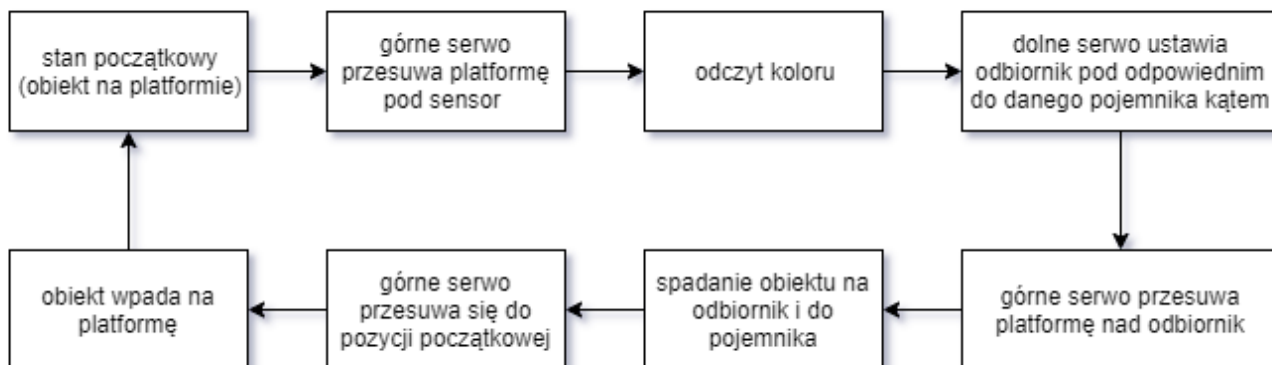 stan początkowy
(obiekt na platformie)
górne serwo
przesuwa platformę
pod sensor
odczyt koloru
dolne serwo ustawia
odbiornik pod odpowiednim
do danego pojemnika kątem
górne serwo przesuwa
platformę nad odbiornik
spadanie obiektu na
odbiornik i do
pojemnika
górne serwo
przesuwa się do
pozycji początkowej
obiekt wpada na
platformę